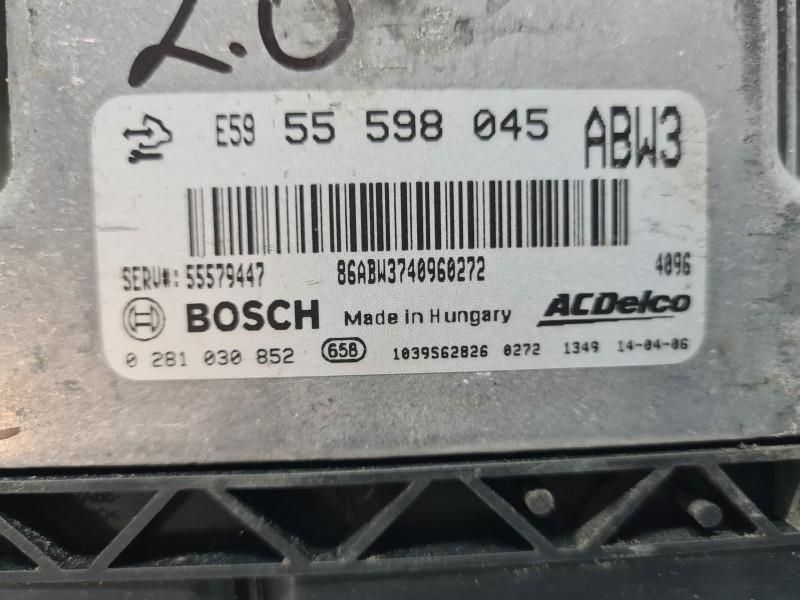 2.0
E59 55 598 045 ABW3
SERV#: 55579447 86ABW3740960272 4096
BOSCH Made in Hungary ACDelco
0 281 030 852 658 1039S62826 0272 1349 14-04-06